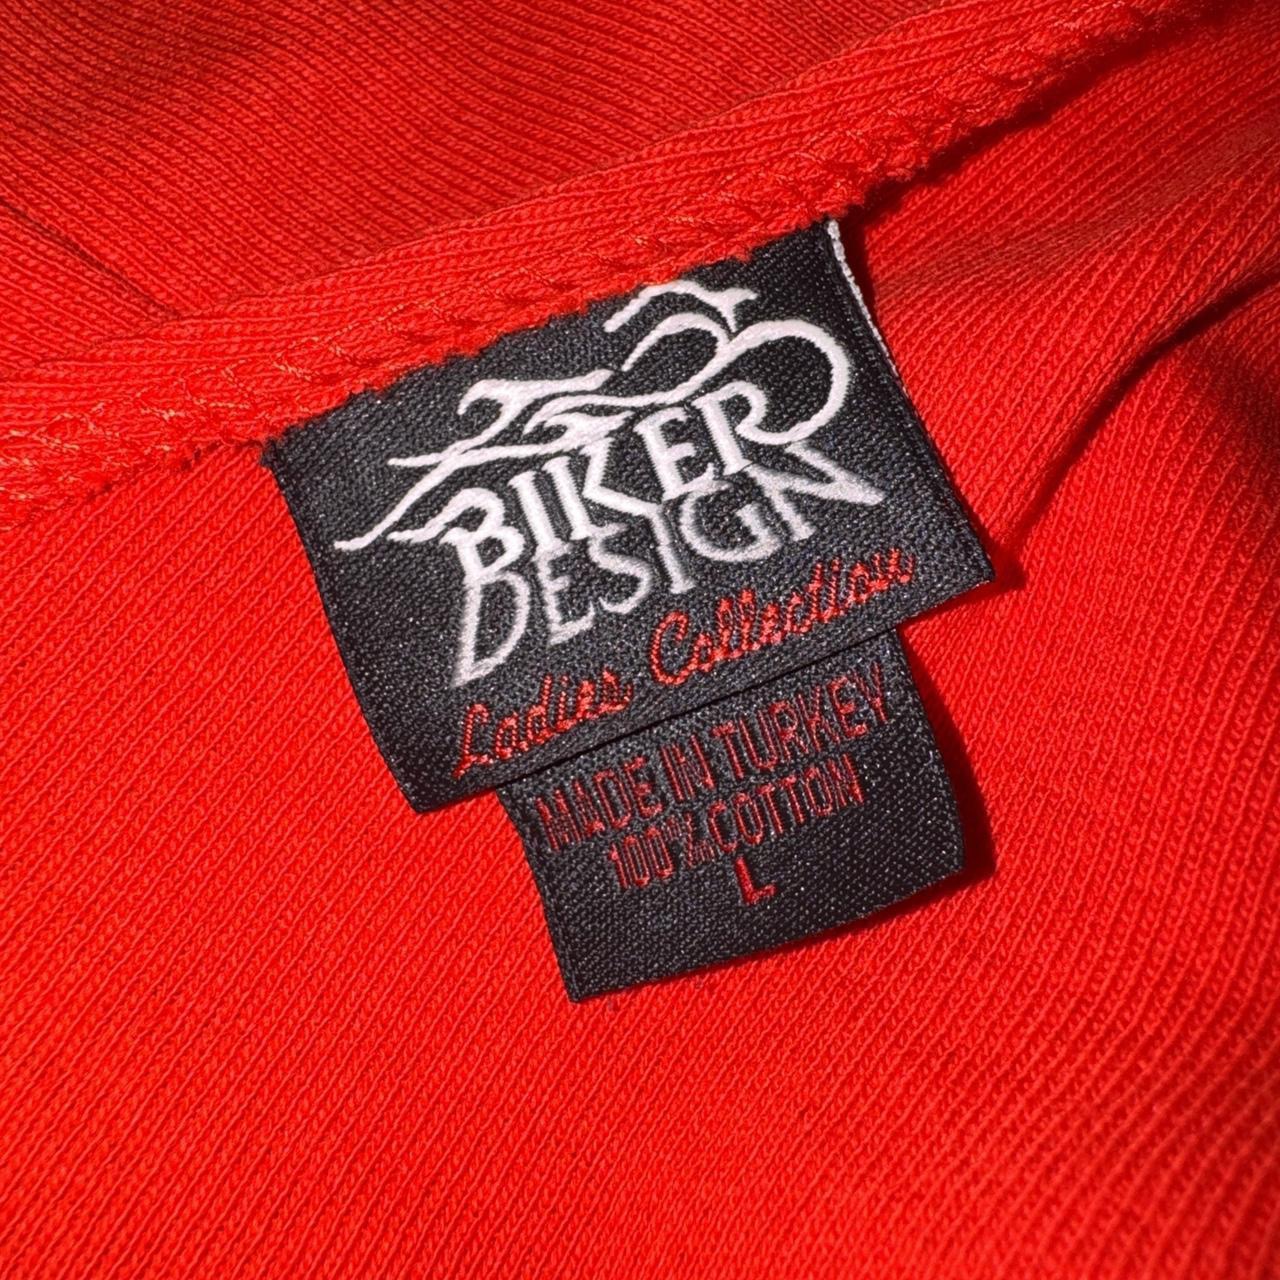 BIKER
DESIGN
Ladies Collection
MADE IN TURKEY
100% COTTON
L